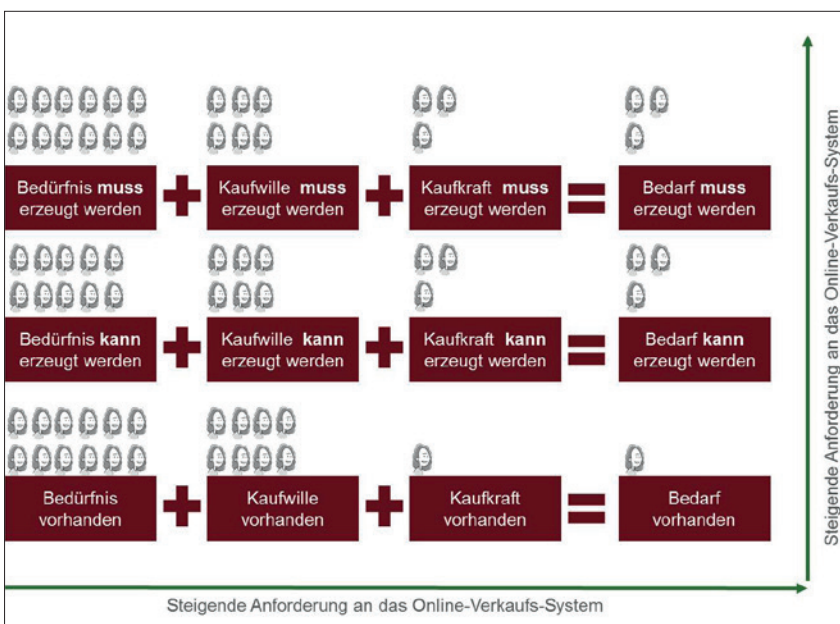 Bedürfnis muss
erzeugt werden
Kaufwille muss
erzeugt werden
Kaufkraft muss
erzeugt werden
Bedarf muss
erzeugt werden
Bedürfnis kann
erzeugt werden
Kaufwille kann
erzeugt werden
Kaufkraft kann
erzeugt werden
Bedarf kann
erzeugt werden
Bedürfnis
vorhanden
Kaufwille
vorhanden
Kaufkraft
vorhanden
Bedarf
vorhanden
Steigende Anforderung an das Online-Verkaufs-System
Steigende Anforderung an das Online-Verkaufs-System